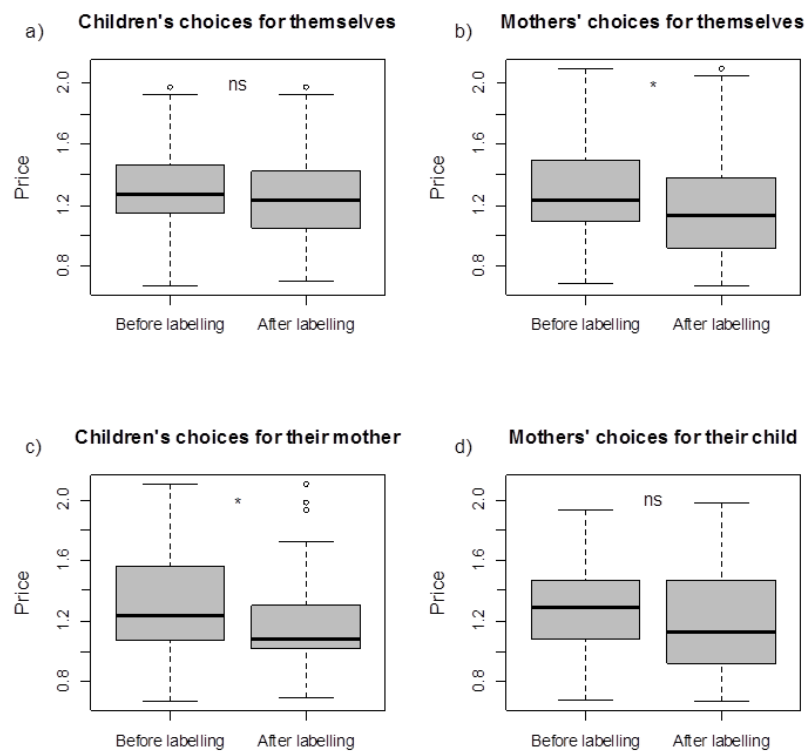 a) Children's choices for themselves
ns
Price
2.0
1.6
1.2
0.8
Before labelling After labelling
b) Mothers' choices for themselves
*
Price
2.0
1.6
1.2
0.8
Before labelling After labelling
c) Children's choices for their mother
*
Price
2.0
1.6
1.2
0.8
Before labelling After labelling
d) Mothers' choices for their child
ns
Price
2.0
1.6
1.2
0.8
Before labelling After labelling